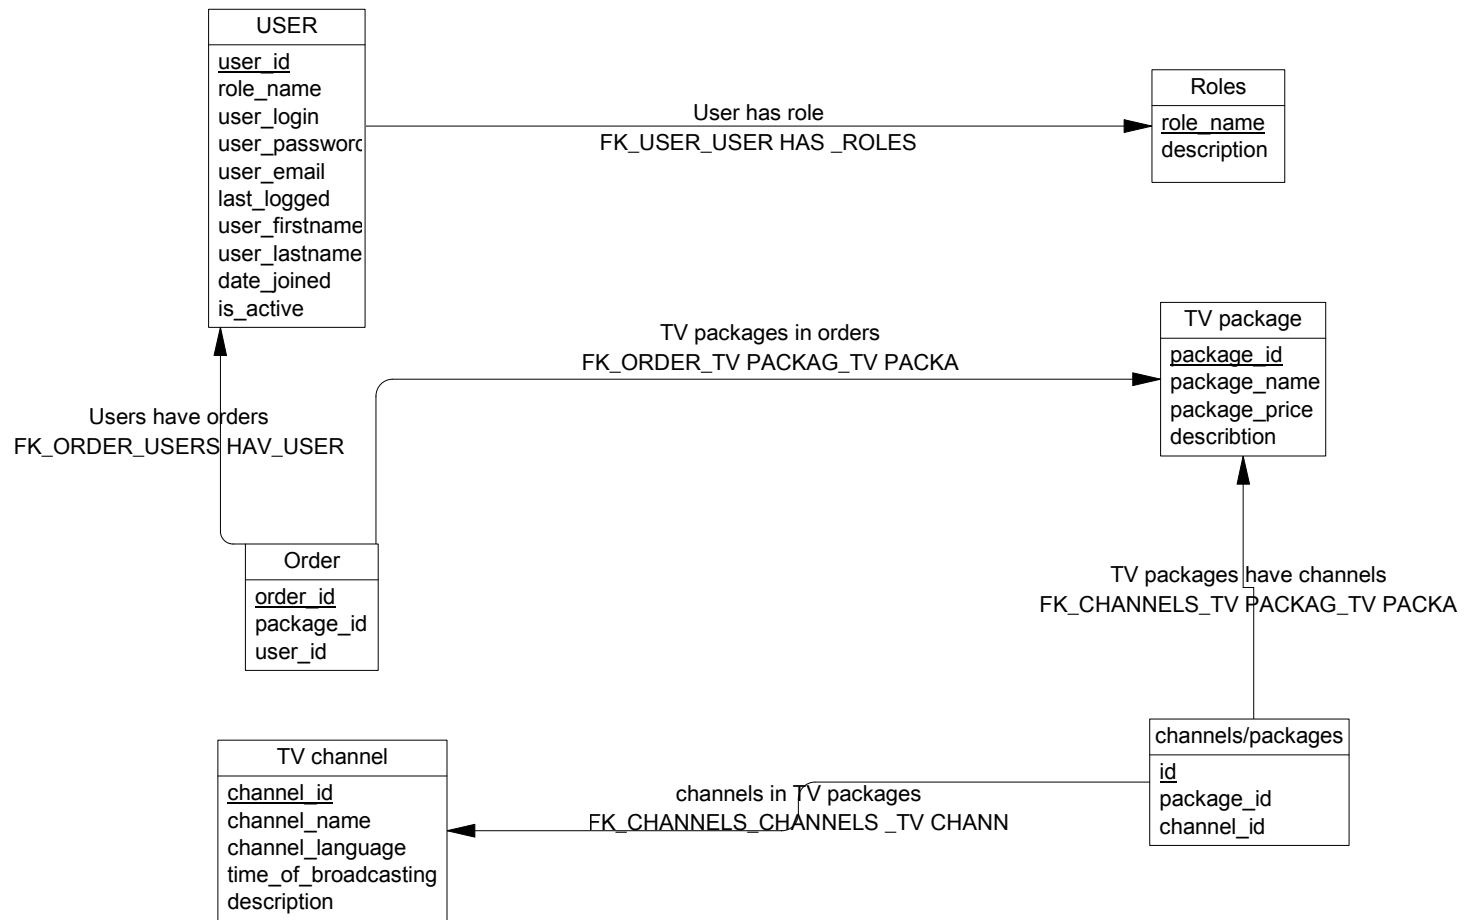 USER
user_id
role_name
user_login
user_password
user_email
last_logged
user_firstname
user_lastname
date_joined
is_active
User has role
FK_USER_USER HAS _ROLES
Roles
role_name
description
TV packages in orders
FK_ORDER_TV PACKAG_TV PACKA
TV package
package_id
package_name
package_price
describtion
Users have orders
FK_ORDER_USERS HAV_USER
Order
order_id
package_id
user_id
TV packages have channels
FK_CHANNELS_TV PACKAG_TV PACKA
channels/packages
id
package_id
channel_id
channels in TV packages
FK_CHANNELS_CHANNELS _TV CHANN
TV channel
channel_id
channel_name
channel_language
time_of_broadcasting
description